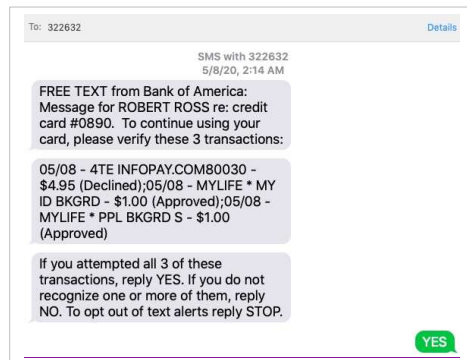 To: 322632
Details
SMS with 322632
5/8/20, 2:14 AM
FREE TEXT from Bank of America:
Message for ROBERT ROSS re: credit
card #0890.  To continue using your
card, please verify these 3 transactions:
05/08 - 4TE INFOPAY.COM80030 -
$4.95 (Declined);05/08 - MYLIFE * MY
ID BKGRD - $1.00 (Approved);05/08 -
MYLIFE * PPL BKGRD S - $1.00
(Approved)
If you attempted all 3 of these
transactions, reply YES. If you do not
recognize one or more of them, reply
NO. To opt out of text alerts reply STOP.
YES